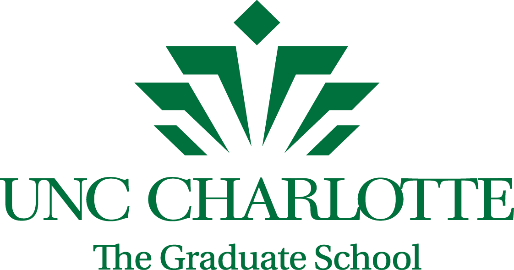 UNC CHARLOTTE
The Graduate School